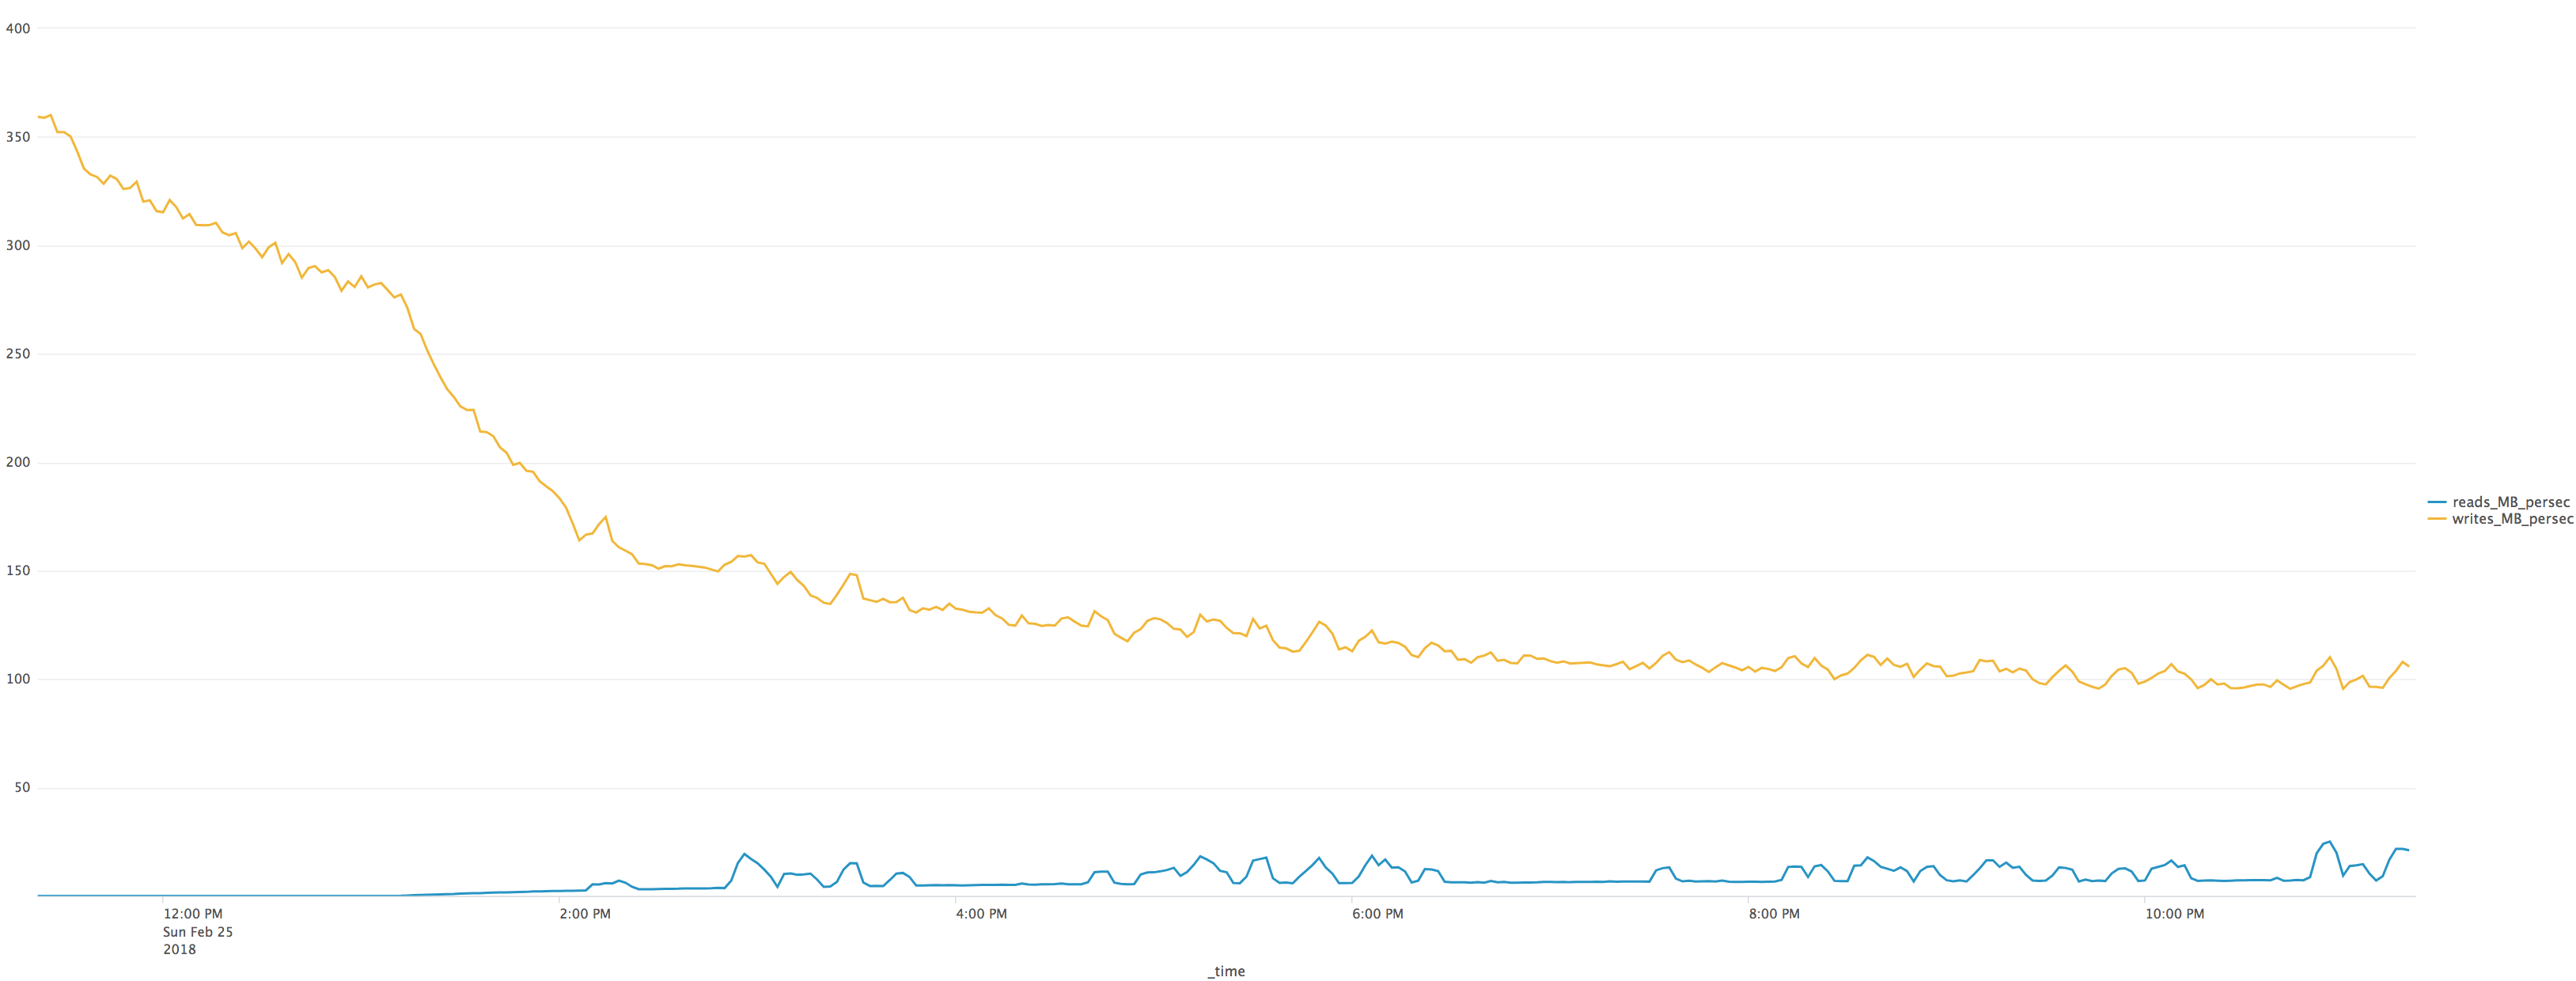 400
350
300
250
200
150
100
50
reads_MB_persec
writes_MB_persec
12:00 PM 2:00 PM 4:00 PM 6:00 PM 8:00 PM 10:00 PM
Sun Feb 25
2018
_time